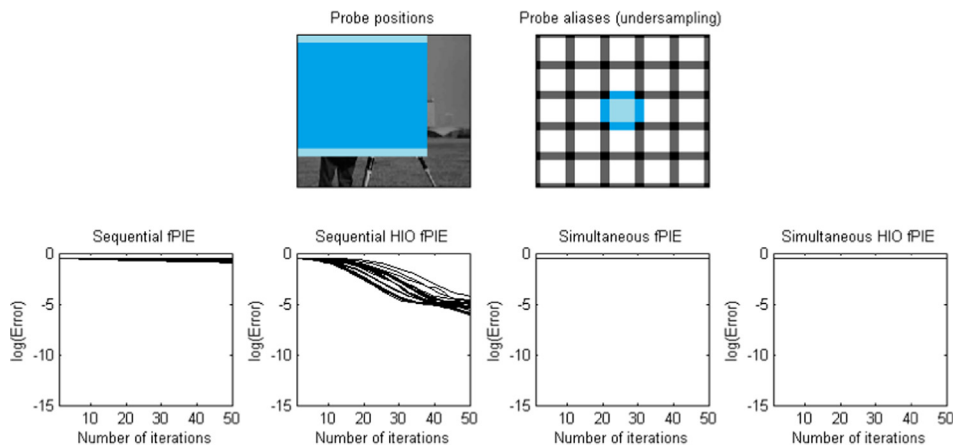 Probe positions
Probe aliases (undersampling)
Sequential fPIE
Sequential HIO fPIE
Simultaneous fPIE
Simultaneous HIO fPIE
0
-5
-10
-15
log(Error)
10 20 30 40 50
Number of iterations
0
-5
-10
-15
log(Error)
10 20 30 40 50
Number of iterations
0
-5
-10
-15
log(Error)
10 20 30 40 50
Number of iterations
0
-5
-10
-15
log(Error)
10 20 30 40 50
Number of iterations